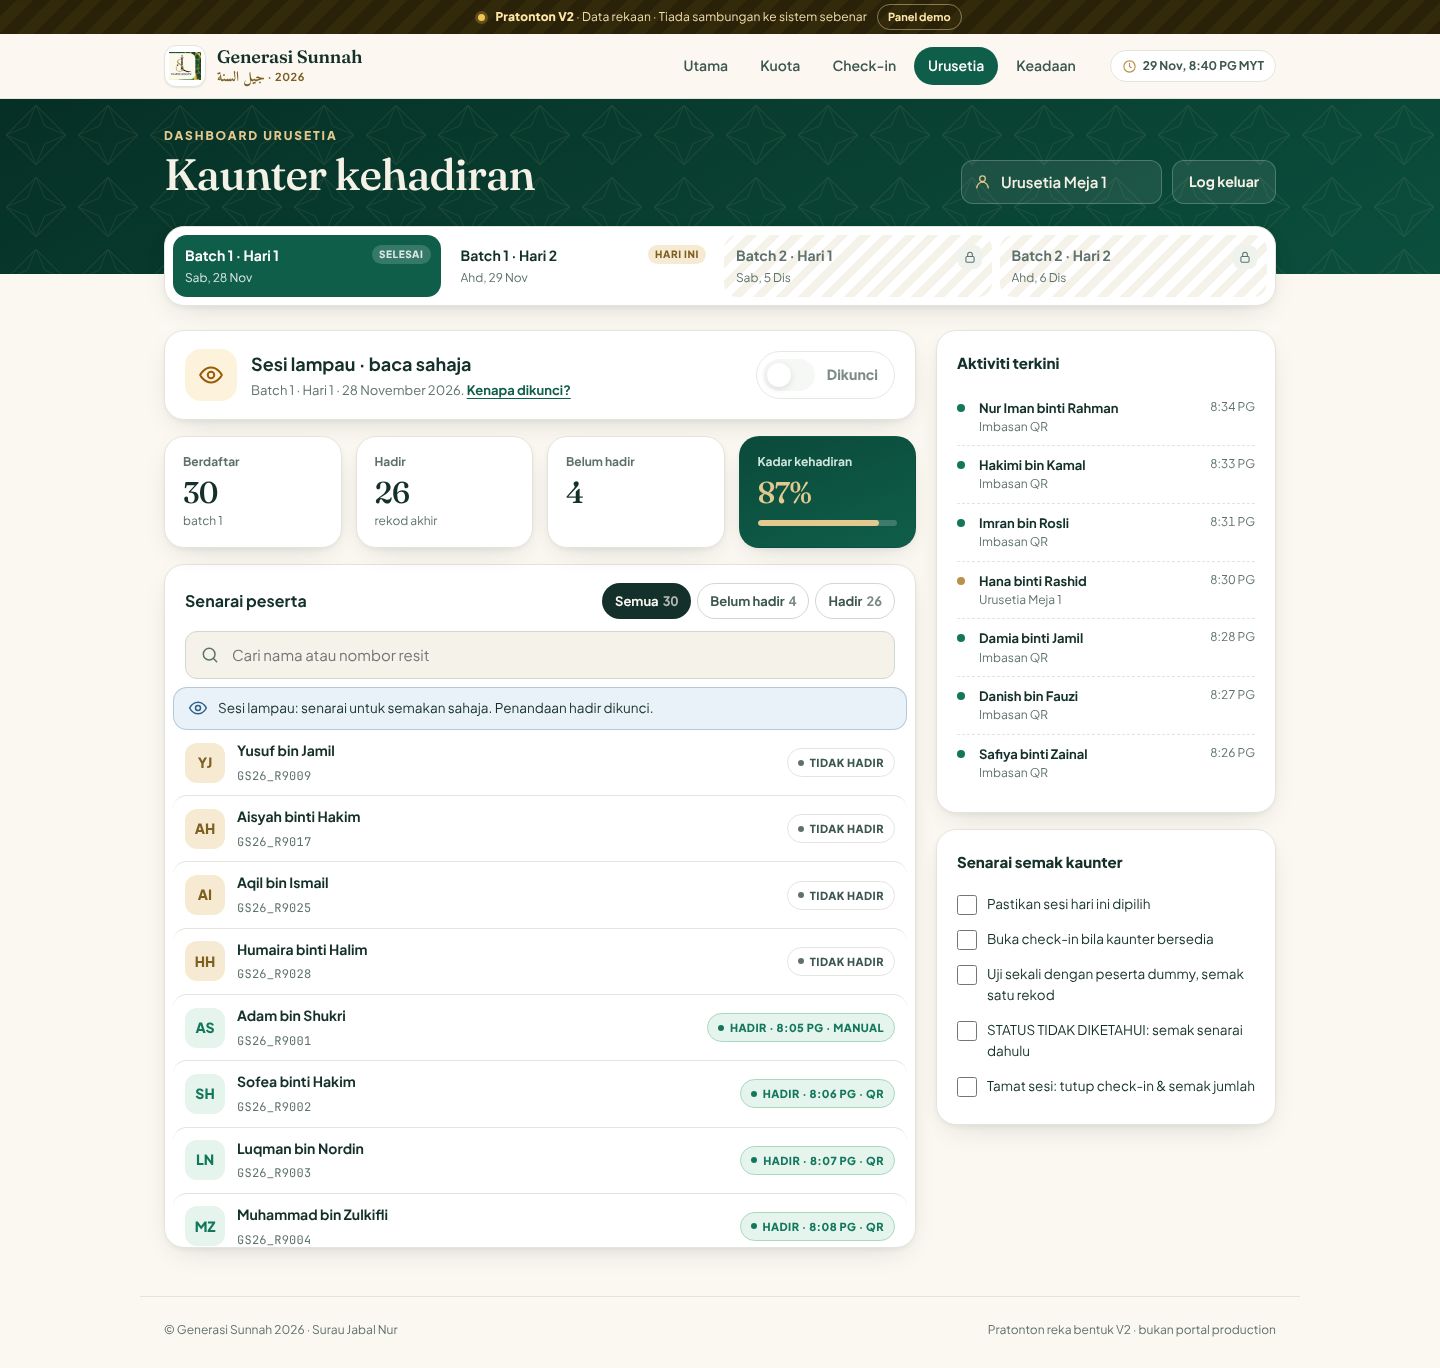 Pratonton V2 · Data rekaan · Tiada sambungan ke sistem sebenar
Panel demo
Generasi Sunnah
جيل السنة · 2026
Utama
Kuota
Check-in
Urusetia
Keadaan
29 Nov, 8:40 PG MYT
DASHBOARD URUSETIA
Kaunter kehadiran
Urusetia Meja 1
Log keluar
Batch 1 · Hari 1
SELESAI
Sab, 28 Nov
Batch 1 · Hari 2
HARI INI
Ahd, 29 Nov
Batch 2 · Hari 1
Sab, 5 Dis
Batch 2 · Hari 2
Ahd, 6 Dis
Sesi lampau · baca sahaja
Batch 1 · Hari 1 · 28 November 2026. Kenapa dikunci?
Dikunci
Berdaftar
30
batch 1
Hadir
26
rekod akhir
Belum hadir
4
Kadar kehadiran
87%
Senarai peserta
Semua 30
Belum hadir 4
Hadir 26
Cari nama atau nombor resit
Sesi lampau: senarai untuk semakan sahaja. Penandaan hadir dikunci.
YJ
Yusuf bin Jamil
GS26_R9009
TIDAK HADIR
AH
Aisyah binti Hakim
GS26_R9017
TIDAK HADIR
AI
Aqil bin Ismail
GS26_R9025
TIDAK HADIR
HH
Humaira binti Halim
GS26_R9028
TIDAK HADIR
AS
Adam bin Shukri
GS26_R9001
HADIR · 8:05 PG · MANUAL
SH
Sofea binti Hakim
GS26_R9002
HADIR · 8:06 PG · QR
LN
Luqman bin Nordin
GS26_R9003
HADIR · 8:07 PG · QR
MZ
Muhammad bin Zulkifli
GS26_R9004
HADIR · 8:08 PG · QR
Aktiviti terkini
Nur Iman binti Rahman
8:34 PG
Imbasan QR
Hakimi bin Kamal
8:33 PG
Imbasan QR
Imran bin Rosli
8:31 PG
Imbasan QR
Hana binti Rashid
8:30 PG
Urusetia Meja 1
Damia binti Jamil
8:28 PG
Imbasan QR
Danish bin Fauzi
8:27 PG
Imbasan QR
Safiya binti Zainal
8:26 PG
Imbasan QR
Senarai semak kaunter
Pastikan sesi hari ini dipilih
Buka check-in bila kaunter bersedia
Uji sekali dengan peserta dummy, semak
satu rekod
STATUS TIDAK DIKETAHUI: semak senarai
dahulu
Tamat sesi: tutup check-in & semak jumlah
© Generasi Sunnah 2026 · Surau Jabal Nur
Pratonton reka bentuk V2 · bukan portal production